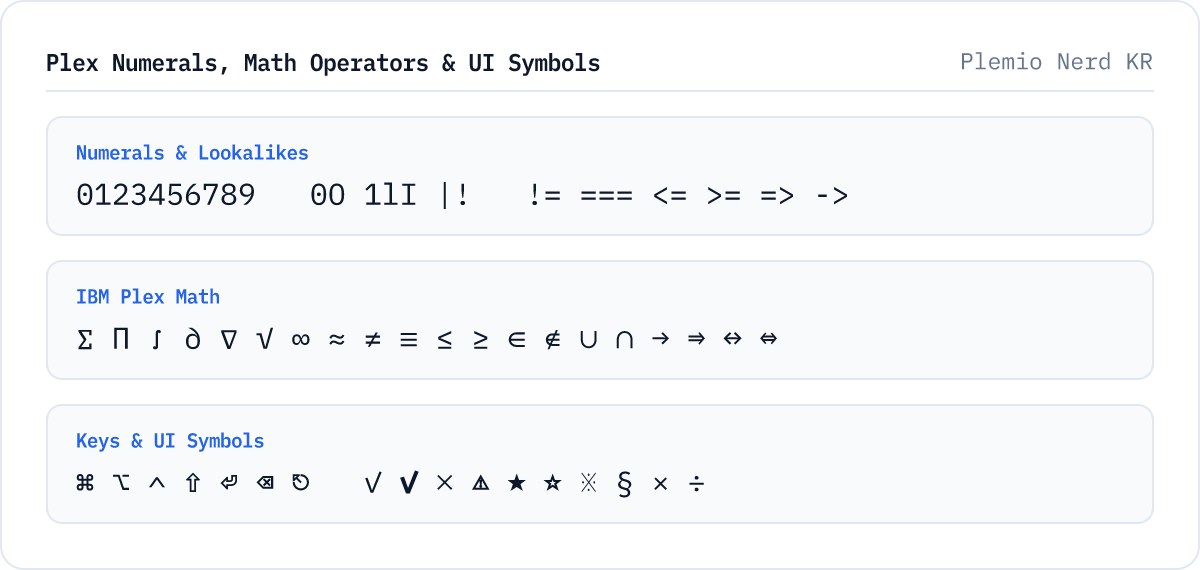 Plex Numerals, Math Operators & UI Symbols
Plemio Nerd KR
Numerals & Lookalikes
0123456789   0O 1lI |!   != === <= >= => ->
IBM Plex Math
∑ ∏ ∫ ∂ ∇ √ ∞ ≈ ≠ ≡ ≤ ≥ ∈ ∉ ∪ ∩ → ⇒ ↔ ⇔
Keys & UI Symbols
⌘ ⌥ ⌃ ⇧ ⏎ ⌫ ⎋   ✓ ✔ ✕ ⚠ ★ ☆ ※ § × ÷